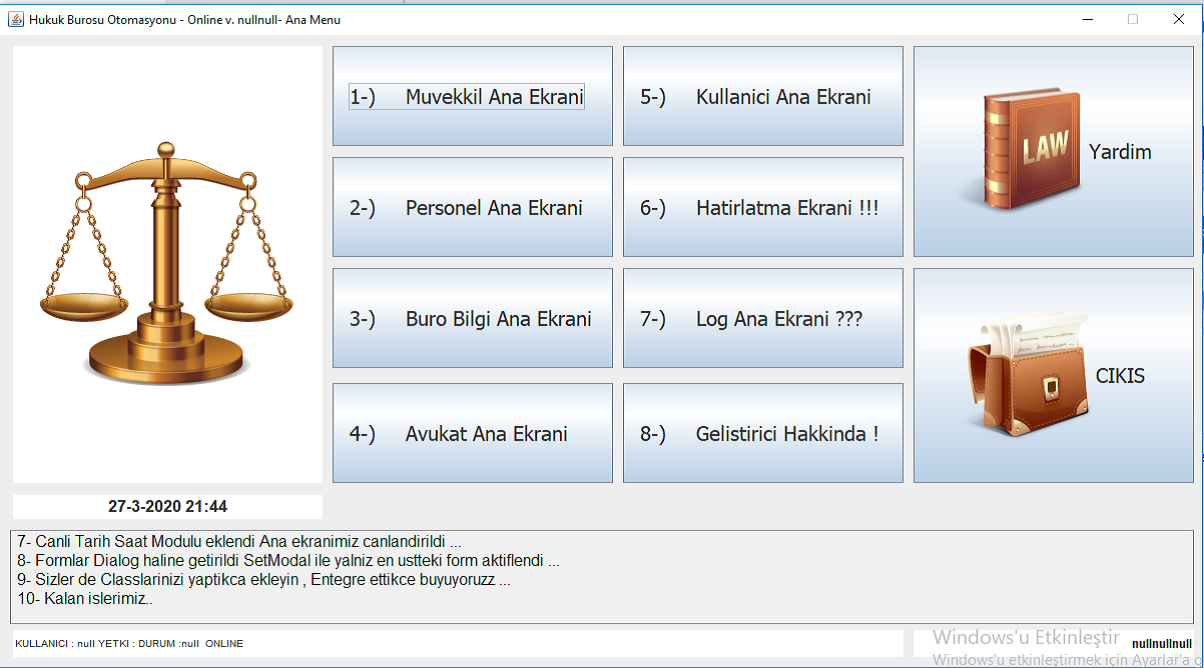 Hukuk Burosu Otomasyonu - Online v. nullnull- Ana Menu
1-) Muvekkil Ana Ekrani
5-) Kullanici Ana Ekrani
LAW
Yardim
2-) Personel Ana Ekrani
6-) Hatirlatma Ekrani !!!
3-) Buro Bilgi Ana Ekrani
7-) Log Ana Ekrani ???
CIKIS
4-) Avukat Ana Ekrani
8-) Gelistirici Hakkinda !
27-3-2020 21:44
7- Canli Tarih Saat Modulu eklendi Ana ekranimiz canlandirildi ...
8- Formlar Dialog haline getirildi SetModal ile yalniz en ustteki form aktiflendi ...
9- Sizler de Classlarinizi yaptikca ekleyin , Entegre ettikce buyuyoruzz ...
10- Kalan islerimiz..
KULLANICI : null YETKI : DURUM :null ONLINE
Windows'u Etkinleştir
nullnullnull
Windows'u etkinleştirmek için Ayarlar'a